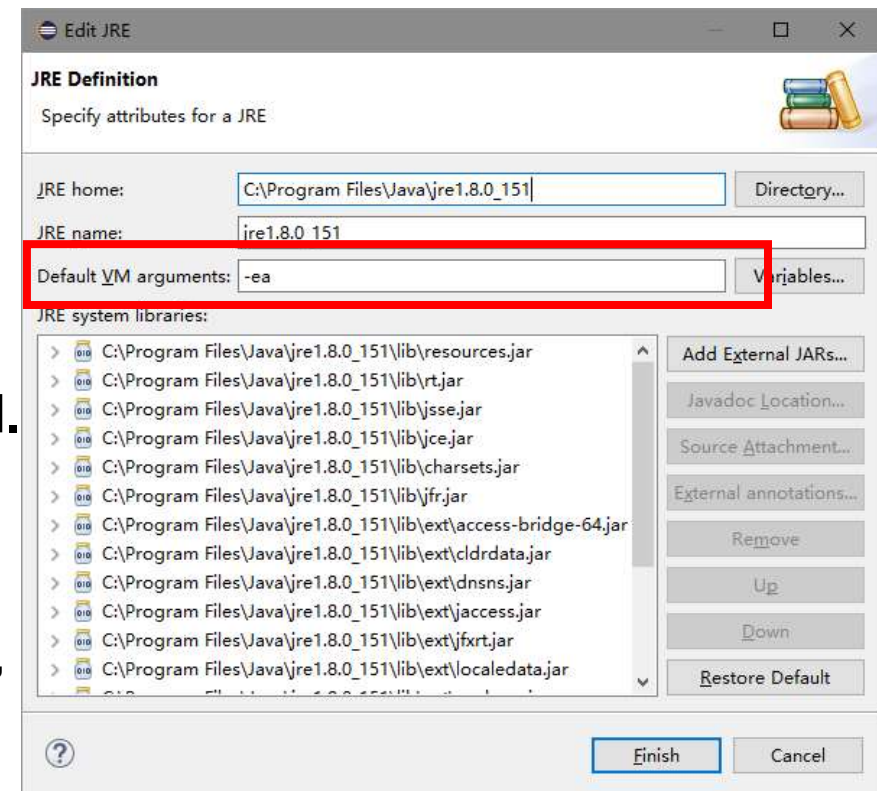 Edit JRE
JRE Definition
Specify attributes for a JRE
JRE home: C:\Program Files\Java\jre1.8.0_151 Directory...
JRE name: jre1.8.0_151
Default VM arguments: -ea Variables...
JRE system libraries:
C:\Program Files\Java\jre1.8.0_151\lib\resources.jar Add External JARs...
C:\Program Files\Java\jre1.8.0_151\lib\rt.jar
C:\Program Files\Java\jre1.8.0_151\lib\jsse.jar Javadoc Location...
C:\Program Files\Java\jre1.8.0_151\lib\jce.jar Source Attachment...
C:\Program Files\Java\jre1.8.0_151\lib\charsets.jar
C:\Program Files\Java\jre1.8.0_151\lib\jfr.jar External annotations...
C:\Program Files\Java\jre1.8.0_151\lib\ext\access-bridge-64.jar
C:\Program Files\Java\jre1.8.0_151\lib\ext\cldrdata.jar Remove
C:\Program Files\Java\jre1.8.0_151\lib\ext\dnsns.jar Up
C:\Program Files\Java\jre1.8.0_151\lib\ext\jaccess.jar
C:\Program Files\Java\jre1.8.0_151\lib\ext\jfxrt.jar Down
C:\Program Files\Java\jre1.8.0_151\lib\ext\localedata.jar Restore Default
Finish Cancel